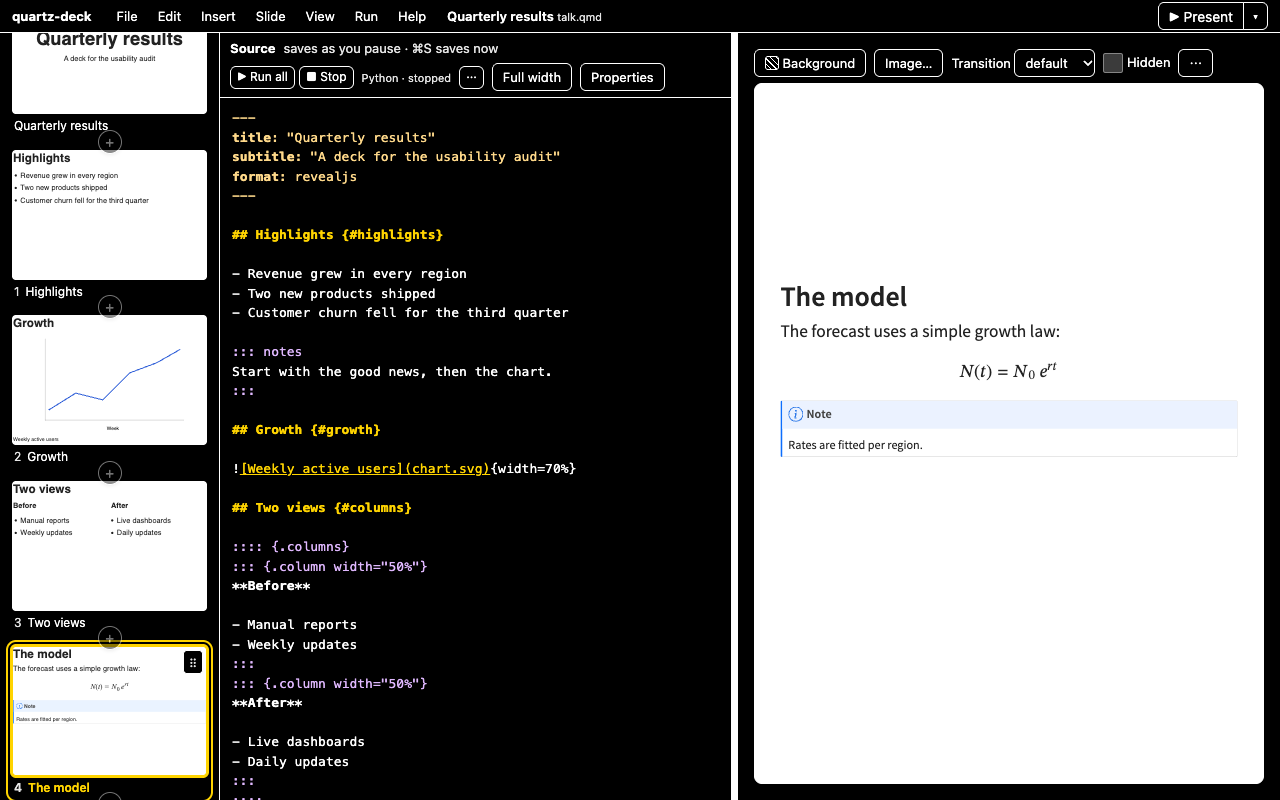 quartz-deck File Edit Insert Slide View Run Help Quarterly results talk.qmd Present
Quarterly results
A deck for the usability audit
Quarterly results
Highlights
• Revenue grew in every region
• Two new products shipped
• Customer churn fell for the third quarter
1 Highlights
Growth
Week
Weekly active users
2 Growth
Two views
Before After
• Manual reports • Live dashboards
• Weekly updates • Daily updates
3 Two views
The model
The forecast uses a simple growth law:
N(t) = N₀ eʳᵗ
Note
Rates are fitted per region.
4 The model
Source saves as you pause · ⌘S saves now
Run all Stop Python · stopped ... Full width Properties
---
title: "Quarterly results"
subtitle: "A deck for the usability audit"
format: revealjs
---
## Highlights {#highlights}
- Revenue grew in every region
- Two new products shipped
- Customer churn fell for the third quarter
::: notes
Start with the good news, then the chart.
:::
## Growth {#growth}
![Weekly active users](chart.svg){width=70%}
## Two views {#columns}
:::: {.columns}
::: {.column width="50%"}
**Before**
- Manual reports
- Weekly updates
:::
::: {.column width="50%"}
**After**
- Live dashboards
- Daily updates
:::
::::
Background Image... Transition default Hidden ...
The model
The forecast uses a simple growth law:
N(t) = N₀ eʳᵗ
Note
Rates are fitted per region.